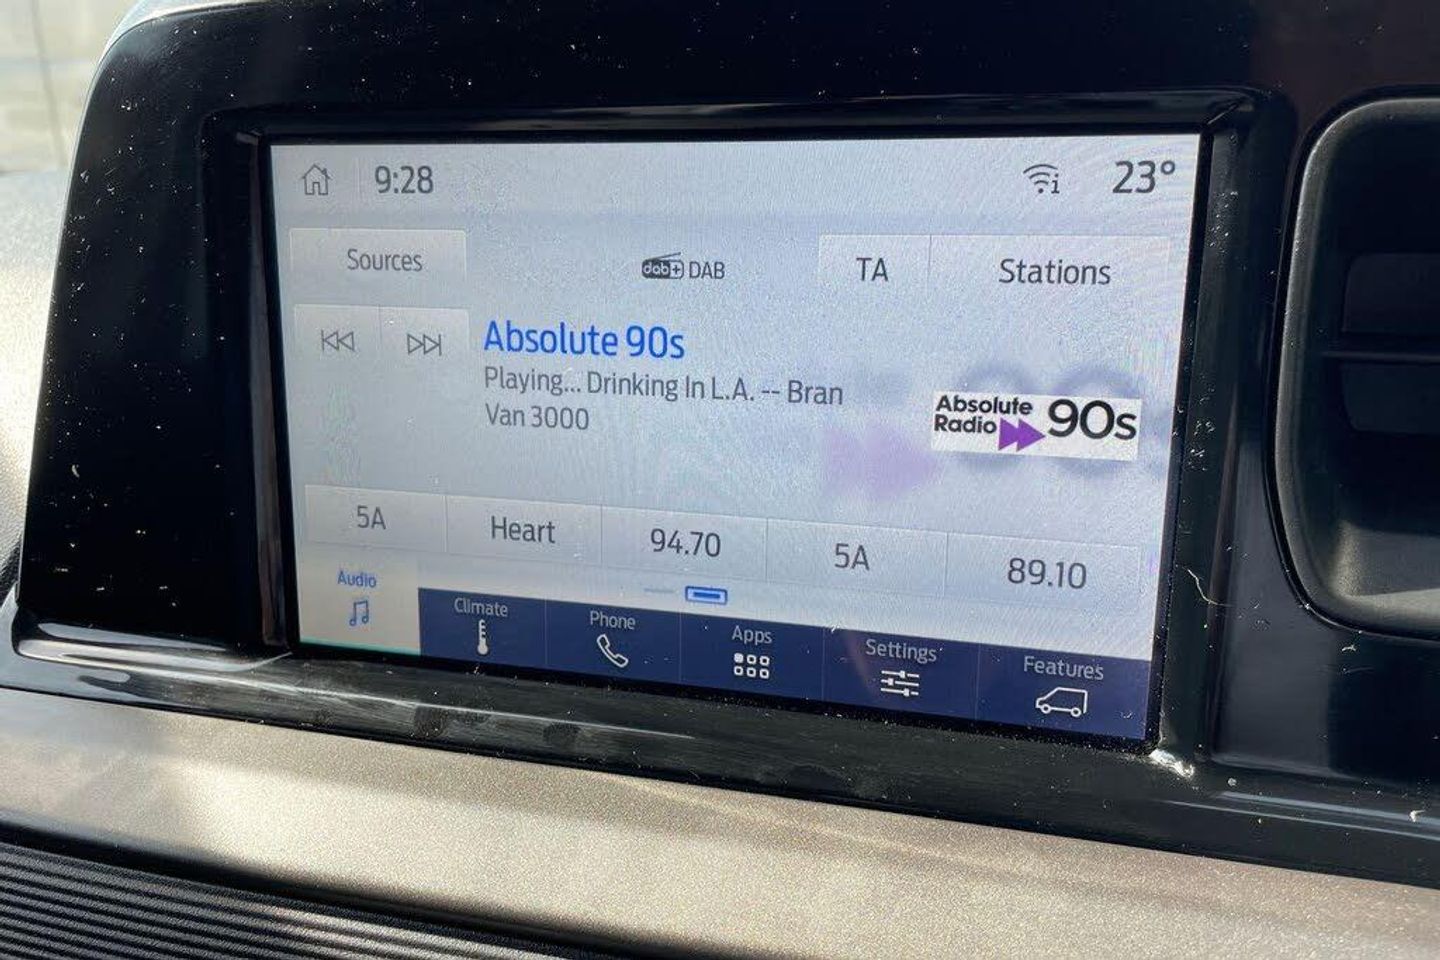 9:28
23°
Sources
dab+ DAB
TA
Stations
Absolute 90s
Playing... Drinking In L.A. -- Bran
Van 3000
Absolute
Radio 90s
5A
Heart
94.70
5A
89.10
Audio
Climate
Phone
Apps
Settings
Features